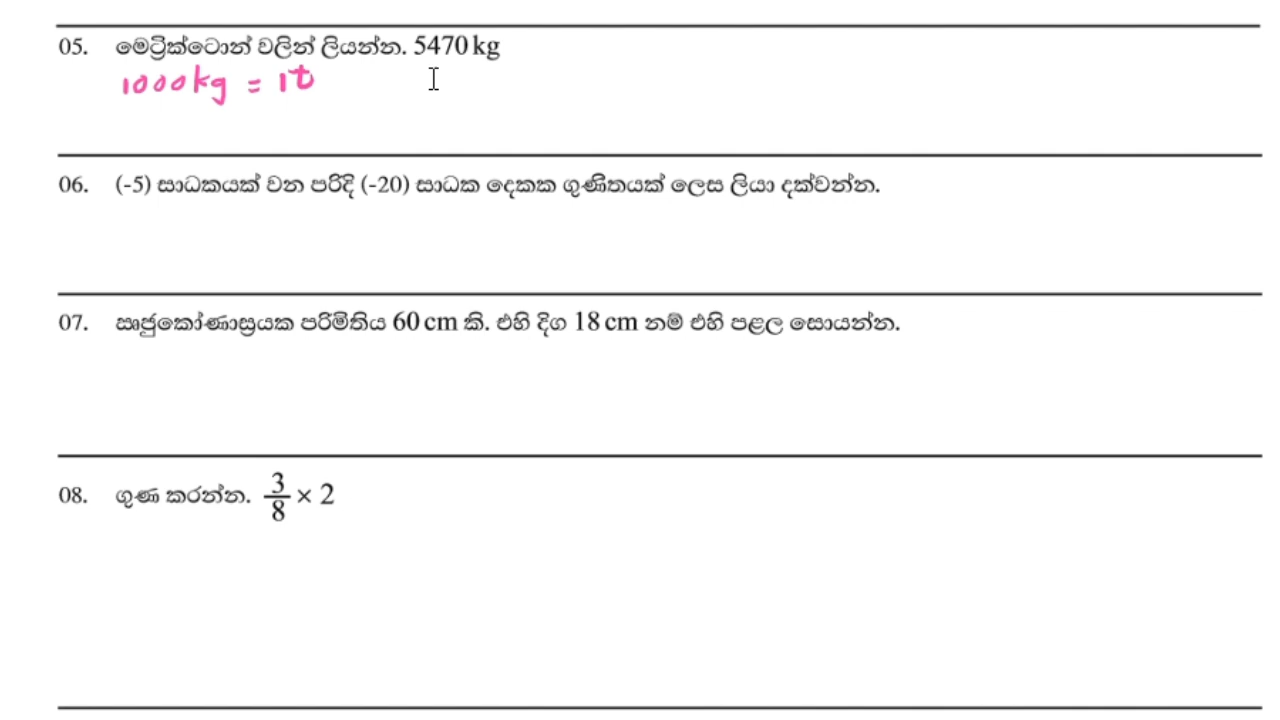 05. මෙට්‍රික්ටොන් වලින් ලියන්න. 5470 kg
1000kg = 1t
06. (-5) සාධකයක් වන පරිදි (-20) සාධක දෙකක ගුණිතයක් ලෙස ලියා දක්වන්න.
07. ඍජුකෝණාස්‍රයක පරිමිතිය 60 cm කි. එහි දිග 18 cm නම් එහි පළල සොයන්න.
08. ගුණ කරන්න. 3/8 × 2